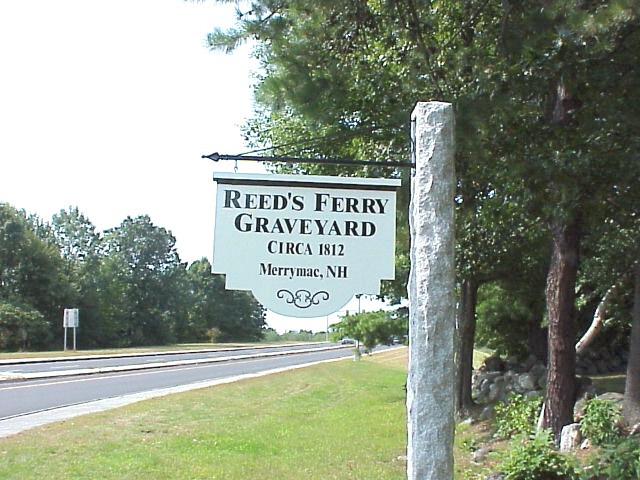 REED'S FERRY
GRAVEYARD
CIRCA 1812
Merrymac, NH